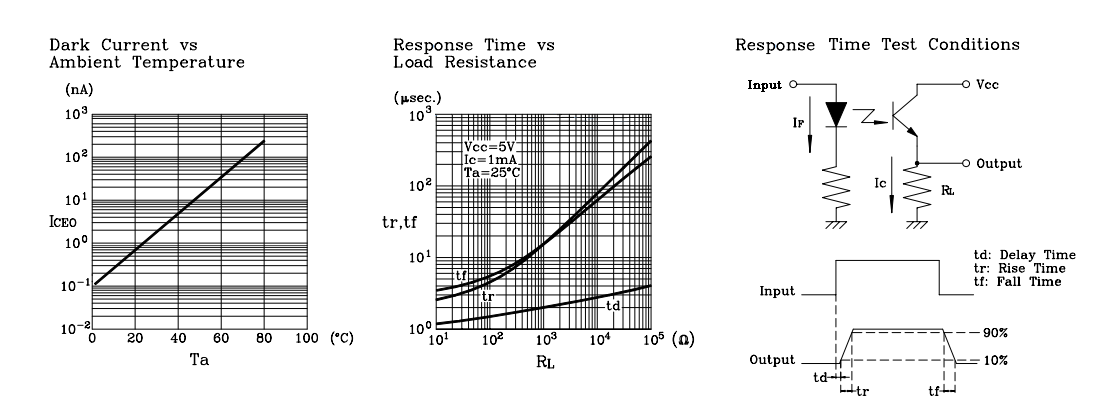 Dark Current vs
Ambient Temperature
(nA)
10³
10²
10¹
ICEO
10⁰
10⁻¹
10⁻²
0 20 40 60 80 100 (°C)
Ta
Response Time vs
Load Resistance
(μsec.)
10³
Vcc=5V
Ic=1mA
Ta=25°C
10²
tr,tf
10¹
tf
tr
td
10⁰
10¹ 10² 10³ 10⁴ 10⁵ (Ω)
RL
Response Time Test Conditions
Input
Vcc
IF
Output
Ic
RL
td: Delay Time
tr: Rise Time
tf: Fall Time
Input
90%
Output
10%
td
tr
tf